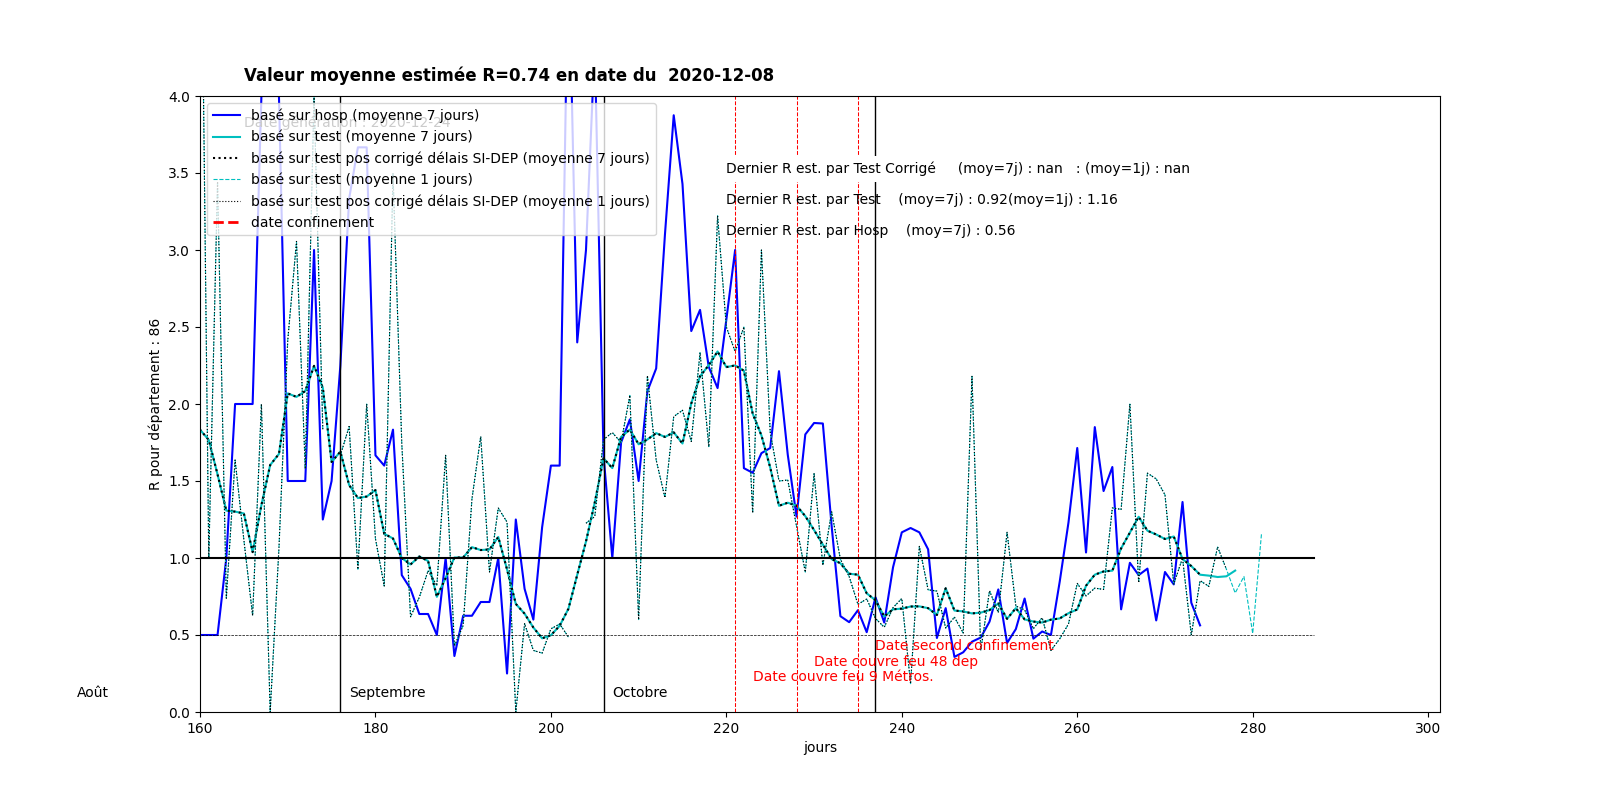 Valeur moyenne estimée R=0.74 en date du  2020-12-08
Date génération : 2020-12-24
basé sur hosp (moyenne 7 jours)
basé sur test (moyenne 7 jours)
basé sur test pos corrigé délais SI-DEP (moyenne 7 jours)
basé sur test (moyenne 1 jours)
basé sur test pos corrigé délais SI-DEP (moyenne 1 jours)
date confinement
Dernier R est. par Test Corrigé     (moy=7j) : nan   : (moy=1j) : nan
Dernier R est. par Test    (moy=7j) : 0.92(moy=1j) : 1.16
Dernier R est. par Hosp    (moy=7j) : 0.56
4.0
3.5
3.0
2.5
2.0
1.5
1.0
0.5
0.0
R pour département : 86
Date second confinement
Date couvre feu 48 dep
Date couvre feu 9 Métros.
Août
Septembre
Octobre
160 180 200 220 240 260 280 300
jours